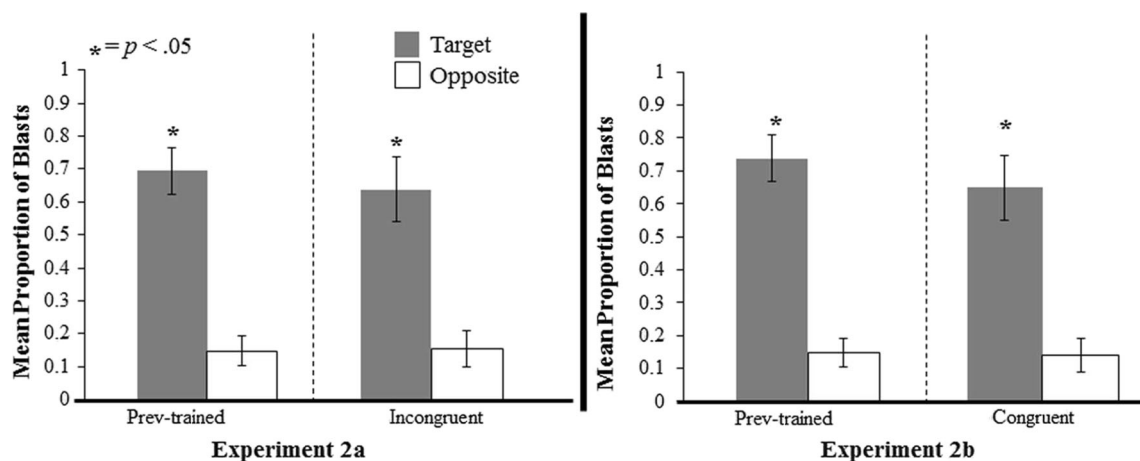 * = p < .05
Target
Opposite
Mean Proportion of Blasts
1
0.9
0.8
0.7
0.6
0.5
0.4
0.3
0.2
0.1
0
*
*
Prev-trained
Incongruent
Experiment 2a
Mean Proportion of Blasts
1
0.9
0.8
0.7
0.6
0.5
0.4
0.3
0.2
0.1
0
*
*
Prev-trained
Congruent
Experiment 2b